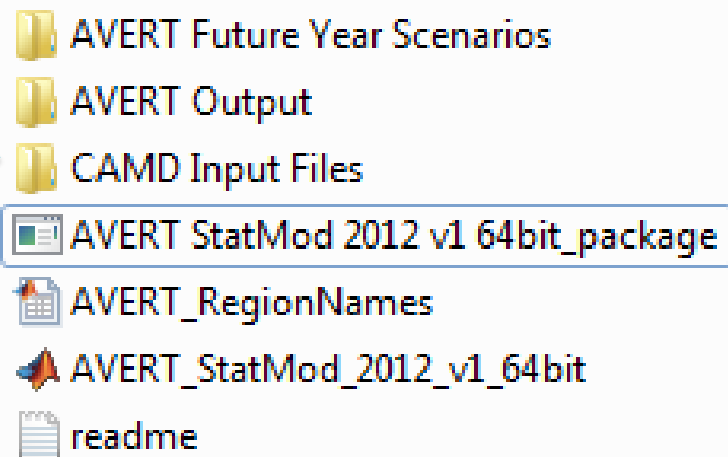 AVERT Future Year Scenarios
AVERT Output
CAMD Input Files
AVERT StatMod 2012 v1 64bit_package
AVERT_RegionNames
AVERT_StatMod_2012_v1_64bit
readme